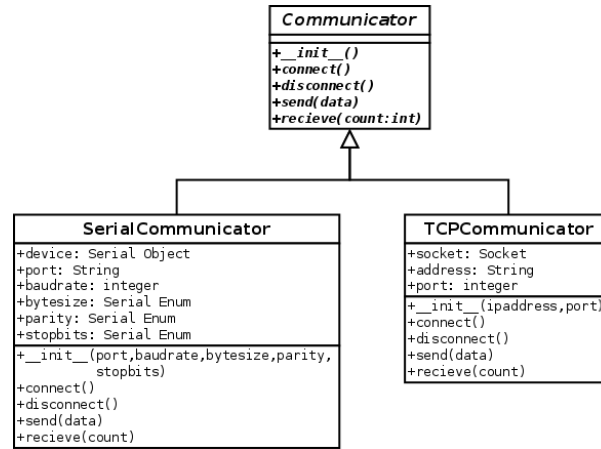 Communicator
+__init__()
+connect()
+disconnect()
+send(data)
+recieve(count:int)
SerialCommunicator
+device: Serial Object
+port: String
+baudrate: integer
+bytesize: Serial Enum
+parity: Serial Enum
+stopbits: Serial Enum
+__init__(port,baudrate,bytesize,parity,
stopbits)
+connect()
+disconnect()
+send(data)
+recieve(count)
TCPCommunicator
+socket: Socket
+address: String
+port: integer
+__init__(ipaddress,port)
+connect()
+disconnect()
+send(data)
+recieve(count)